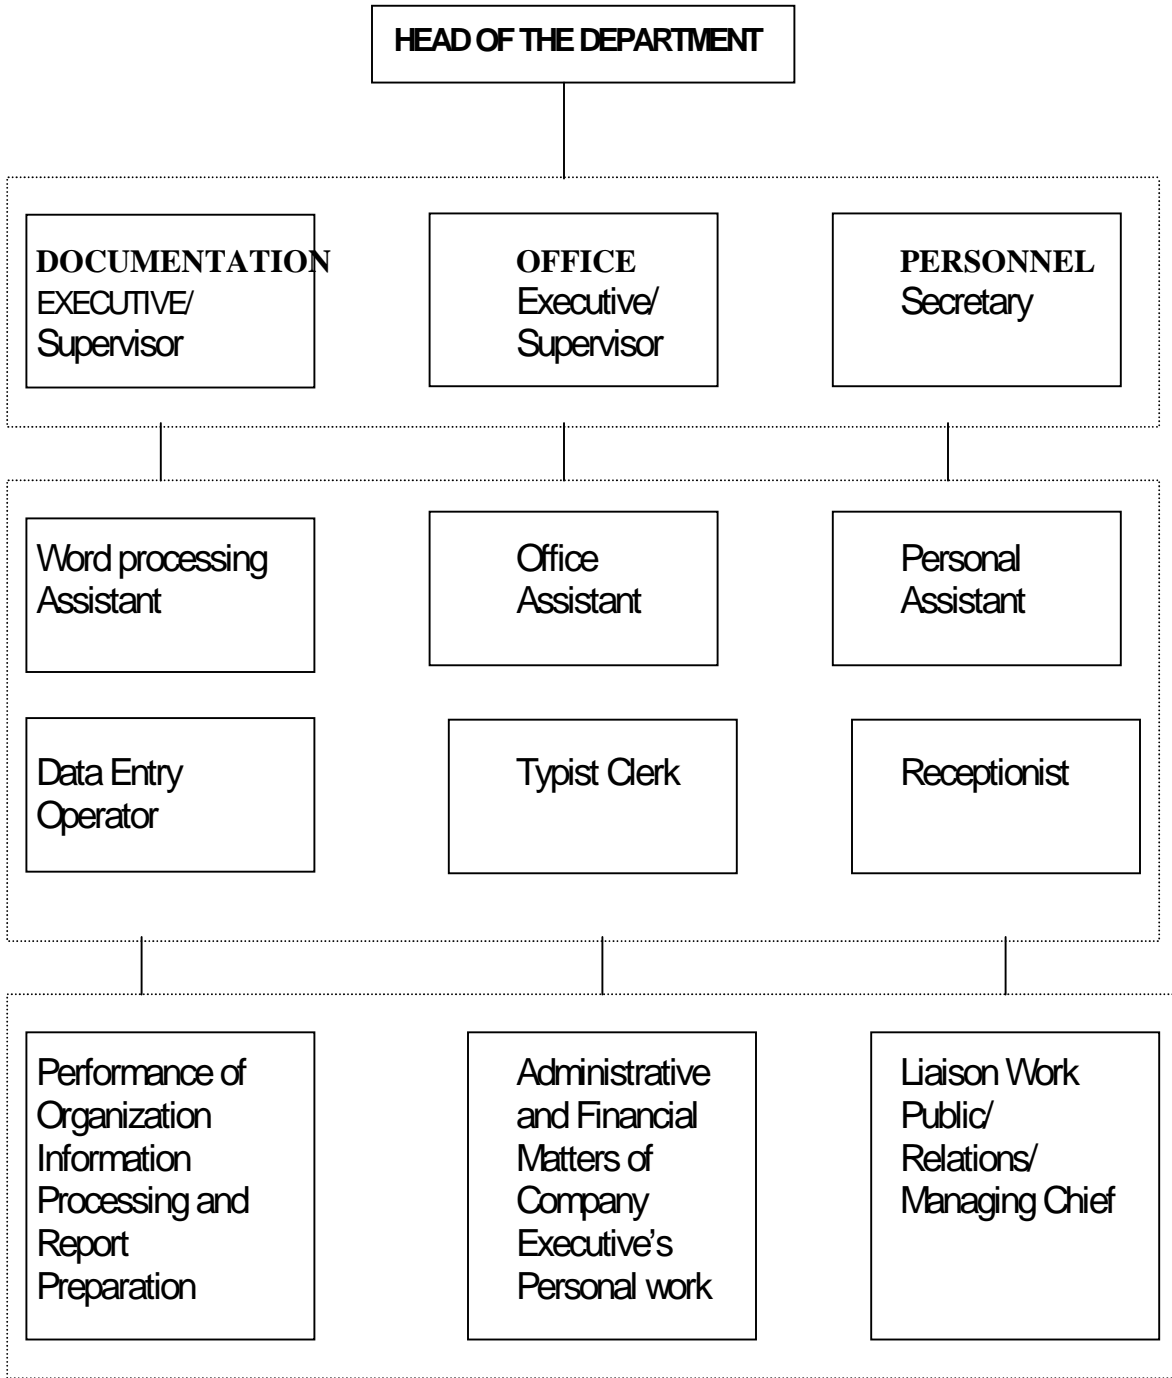 HEAD OF THE DEPARTMENT
DOCUMENTATION
EXECUTIVE/
Supervisor
OFFICE
Executive/
Supervisor
PERSONNEL
Secretary
Word processing
Assistant
Office
Assistant
Personal
Assistant
Data Entry
Operator
Typist Clerk
Receptionist
Performance of
Organization
Information
Processing and
Report
Preparation
Administrative
and Financial
Matters of
Company
Executive's
Personal work
Liaison Work
Public/
Relations/
Managing Chief